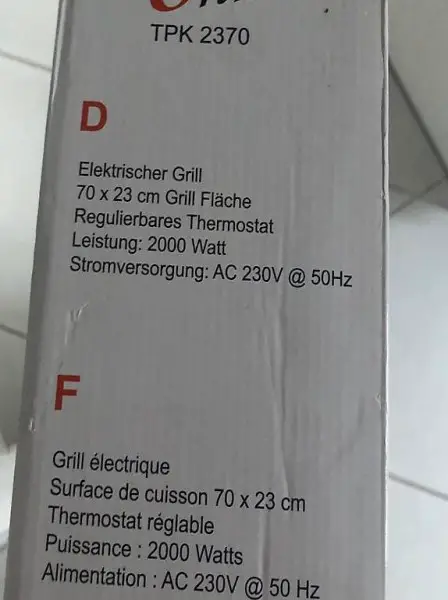 TPK 2370
D
Elektrischer Grill
70 x 23 cm Grill Fläche
Regulierbares Thermostat
Leistung: 2000 Watt
Stromversorgung: AC 230V @ 50Hz
F
Grill électrique
Surface de cuisson 70 x 23 cm
Thermostat réglable
Puissance : 2000 Watts
Alimentation : AC 230V @ 50 Hz